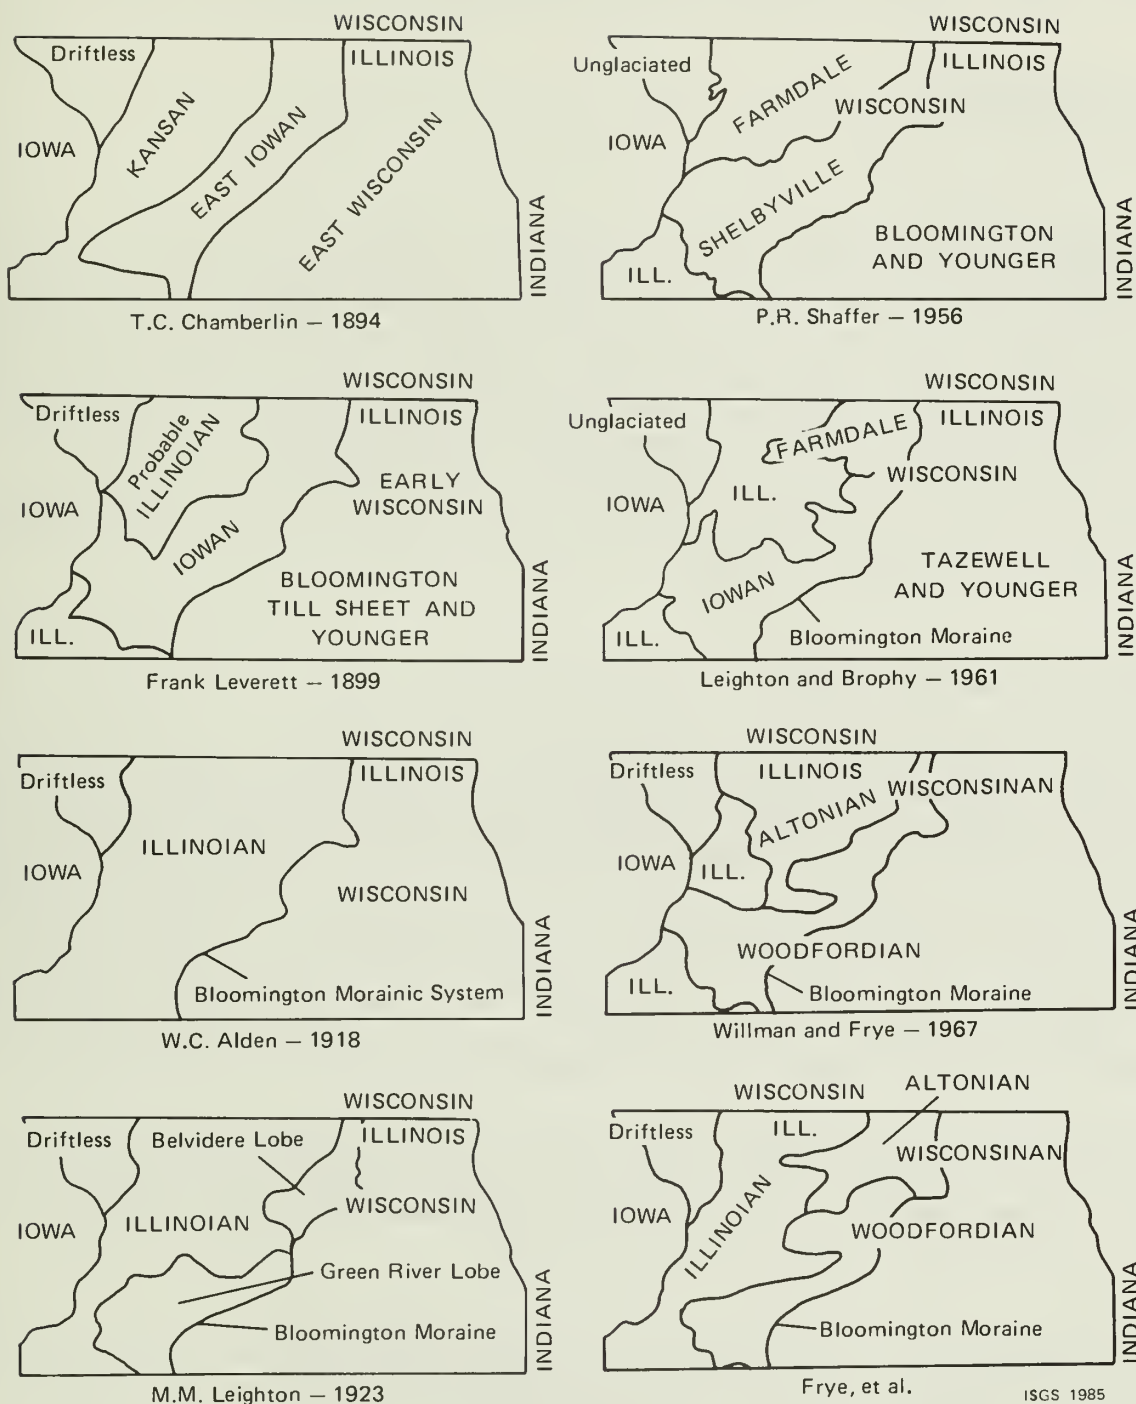 WISCONSIN
Driftless
ILLINOIS
KANSAN
IOWA
EAST IOWAN
EAST WISCONSIN
INDIANA
T.C. Chamberlin — 1894
WISCONSIN
Driftless
ILLINOIS
Probable
ILLINOIAN
EARLY
WISCONSIN
IOWA
IOWAN
BLOOMINGTON
TILL SHEET AND
YOUNGER
ILL.
INDIANA
Frank Leverett — 1899
WISCONSIN
Driftless
ILLINOIS
ILLINOIAN
IOWA
WISCONSIN
INDIANA
Bloomington Morainic System
W.C. Alden — 1918
WISCONSIN
Driftless
Belvidere Lobe
ILLINOIS
WISCONSIN
IOWA
ILLINOIAN
Green River Lobe
INDIANA
Bloomington Moraine
M.M. Leighton — 1923
WISCONSIN
Unglaciated
ILLINOIS
FARMDALE
WISCONSIN
IOWA
SHELBYVILLE
BLOOMINGTON
AND YOUNGER
ILL.
INDIANA
P.R. Shaffer — 1956
WISCONSIN
Unglaciated
ILLINOIS
FARMDALE
WISCONSIN
ILL.
IOWA
TAZEWELL
AND YOUNGER
IOWAN
ILL.
Bloomington Moraine
INDIANA
Leighton and Brophy — 1961
WISCONSIN
Driftless
ILLINOIS
WISCONSINAN
ALTONIAN
IOWA
ILL.
WOODFORDIAN
ILL.
Bloomington Moraine
INDIANA
Willman and Frye — 1967
WISCONSIN
ALTONIAN
Driftless
ILL.
WISCONSINAN
IOWA
ILLINOIAN
WOODFORDIAN
Bloomington Moraine
INDIANA
Frye, et al.
ISGS 1985